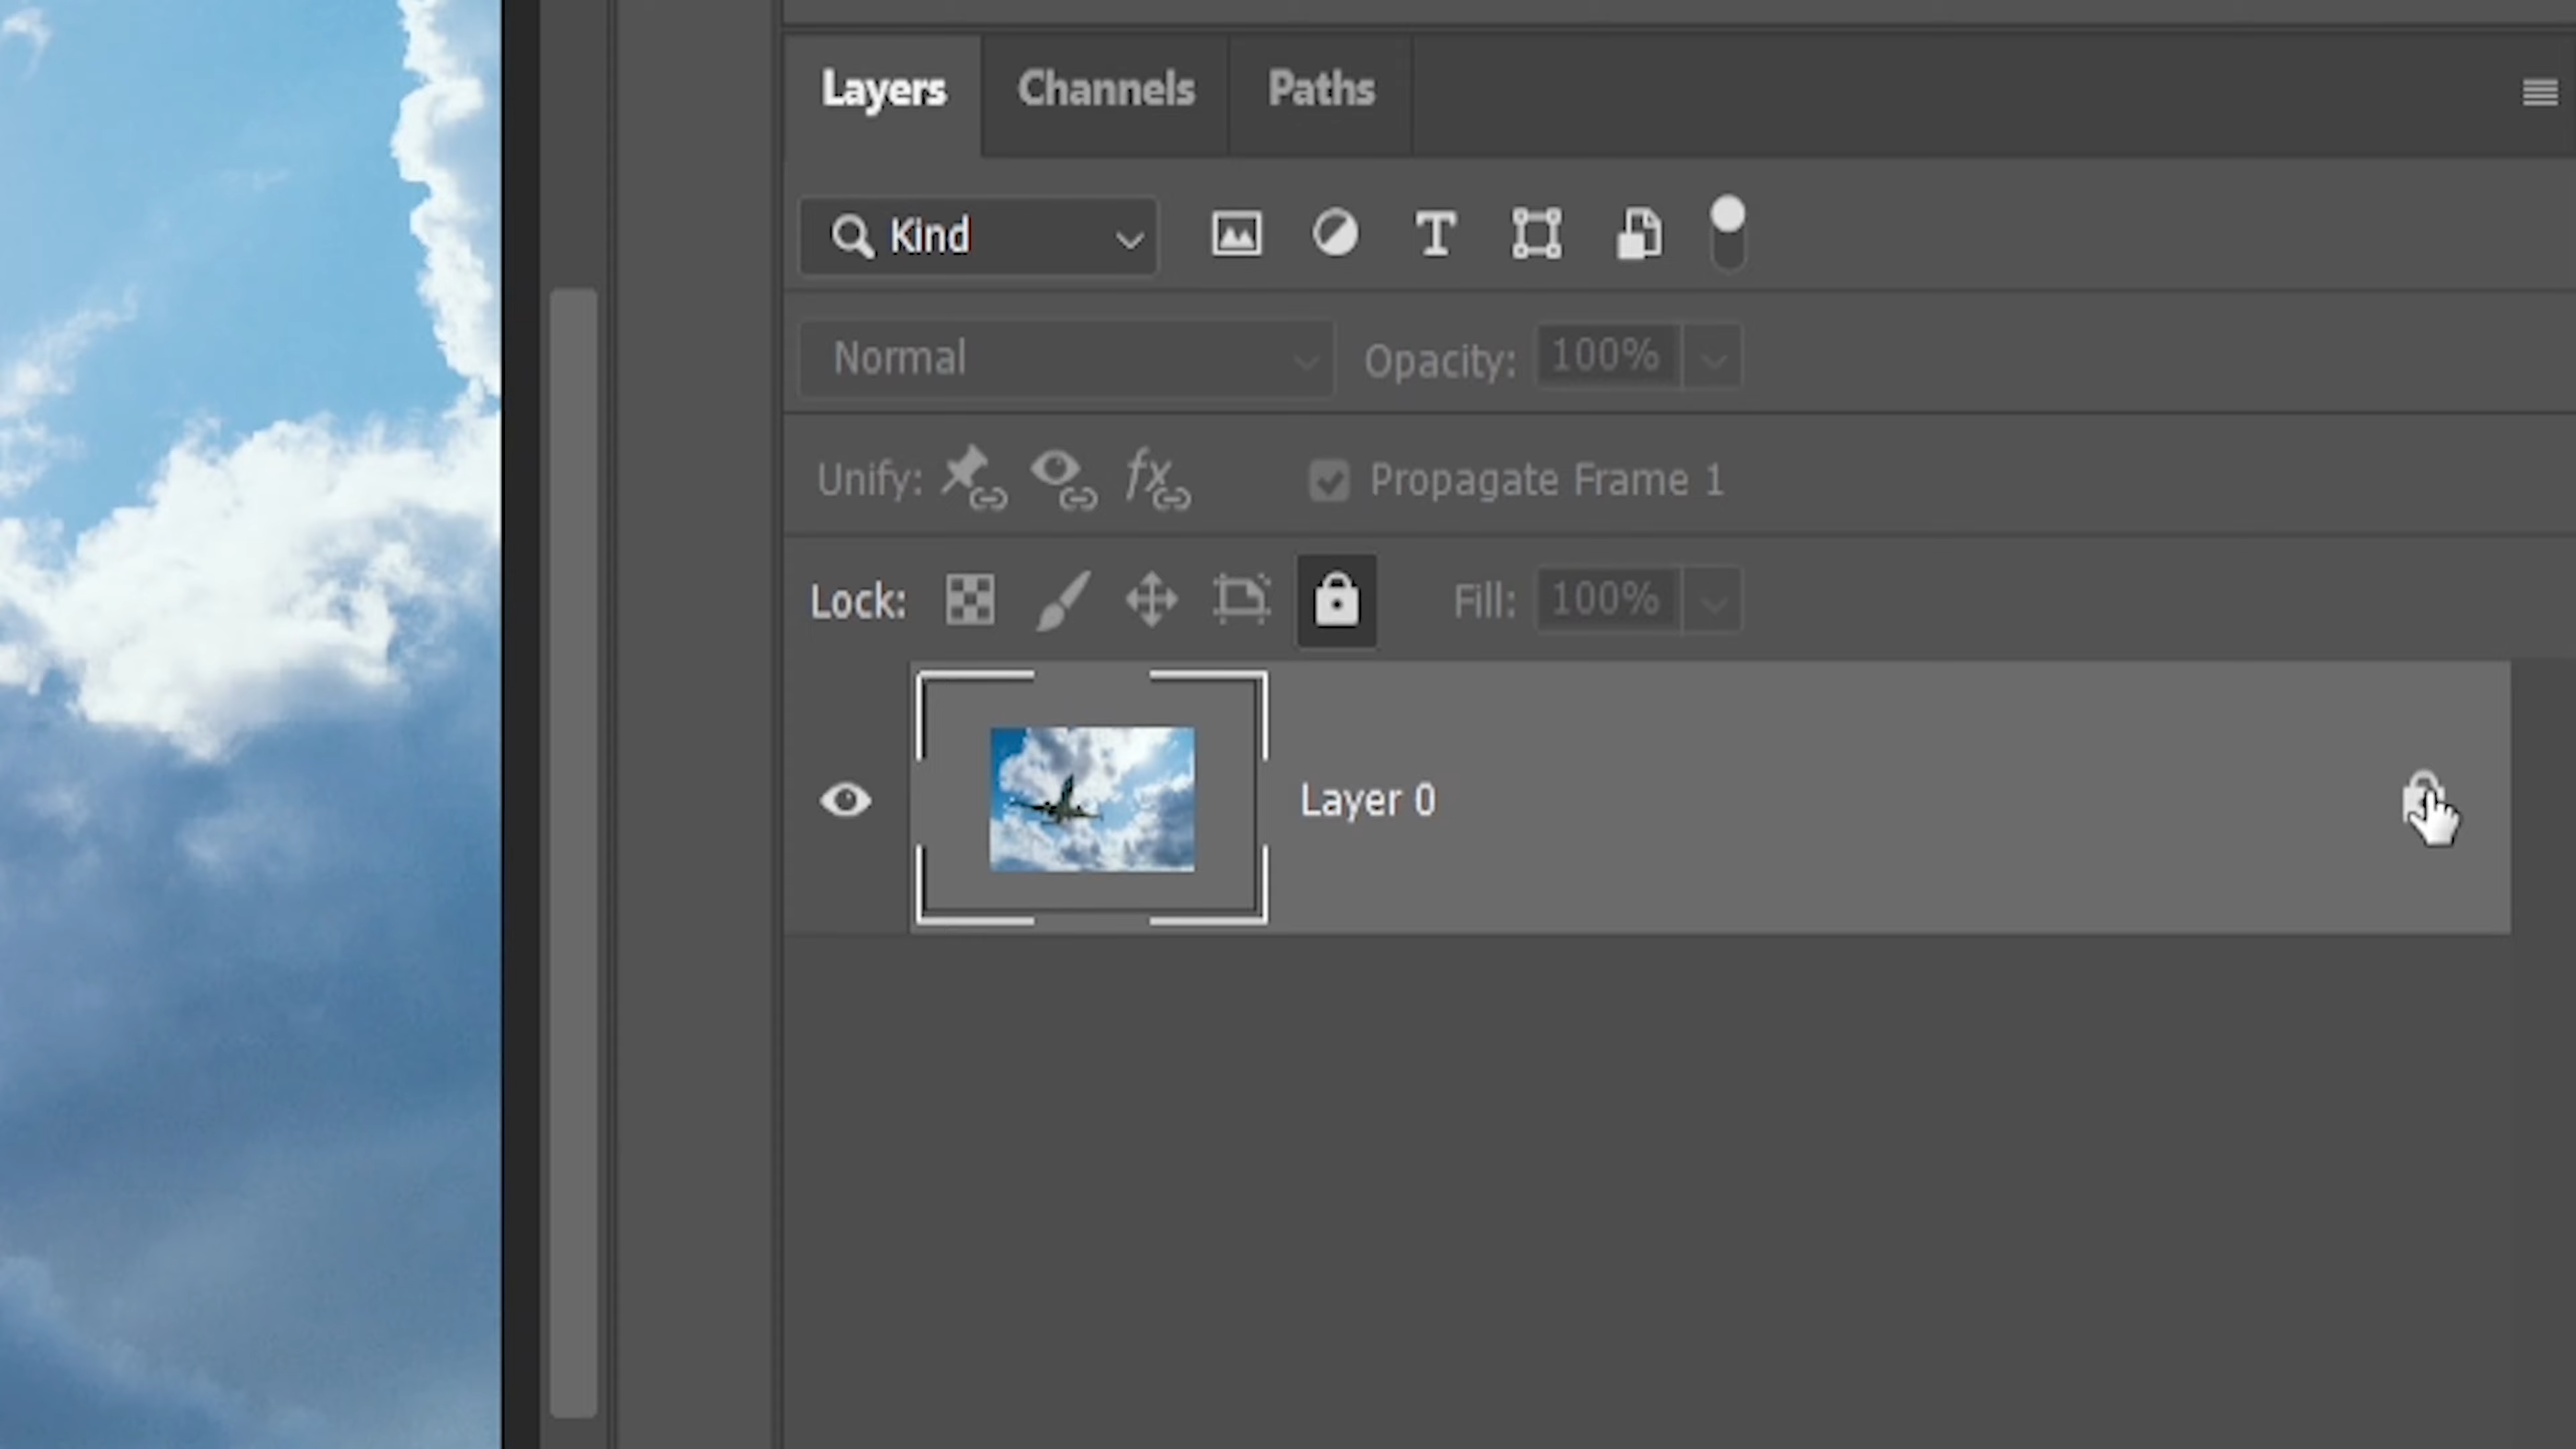 Layers Channels Paths
Kind
Normal Opacity: 100%
Unify: fx Propagate Frame 1
Lock: Fill: 100%
Layer 0